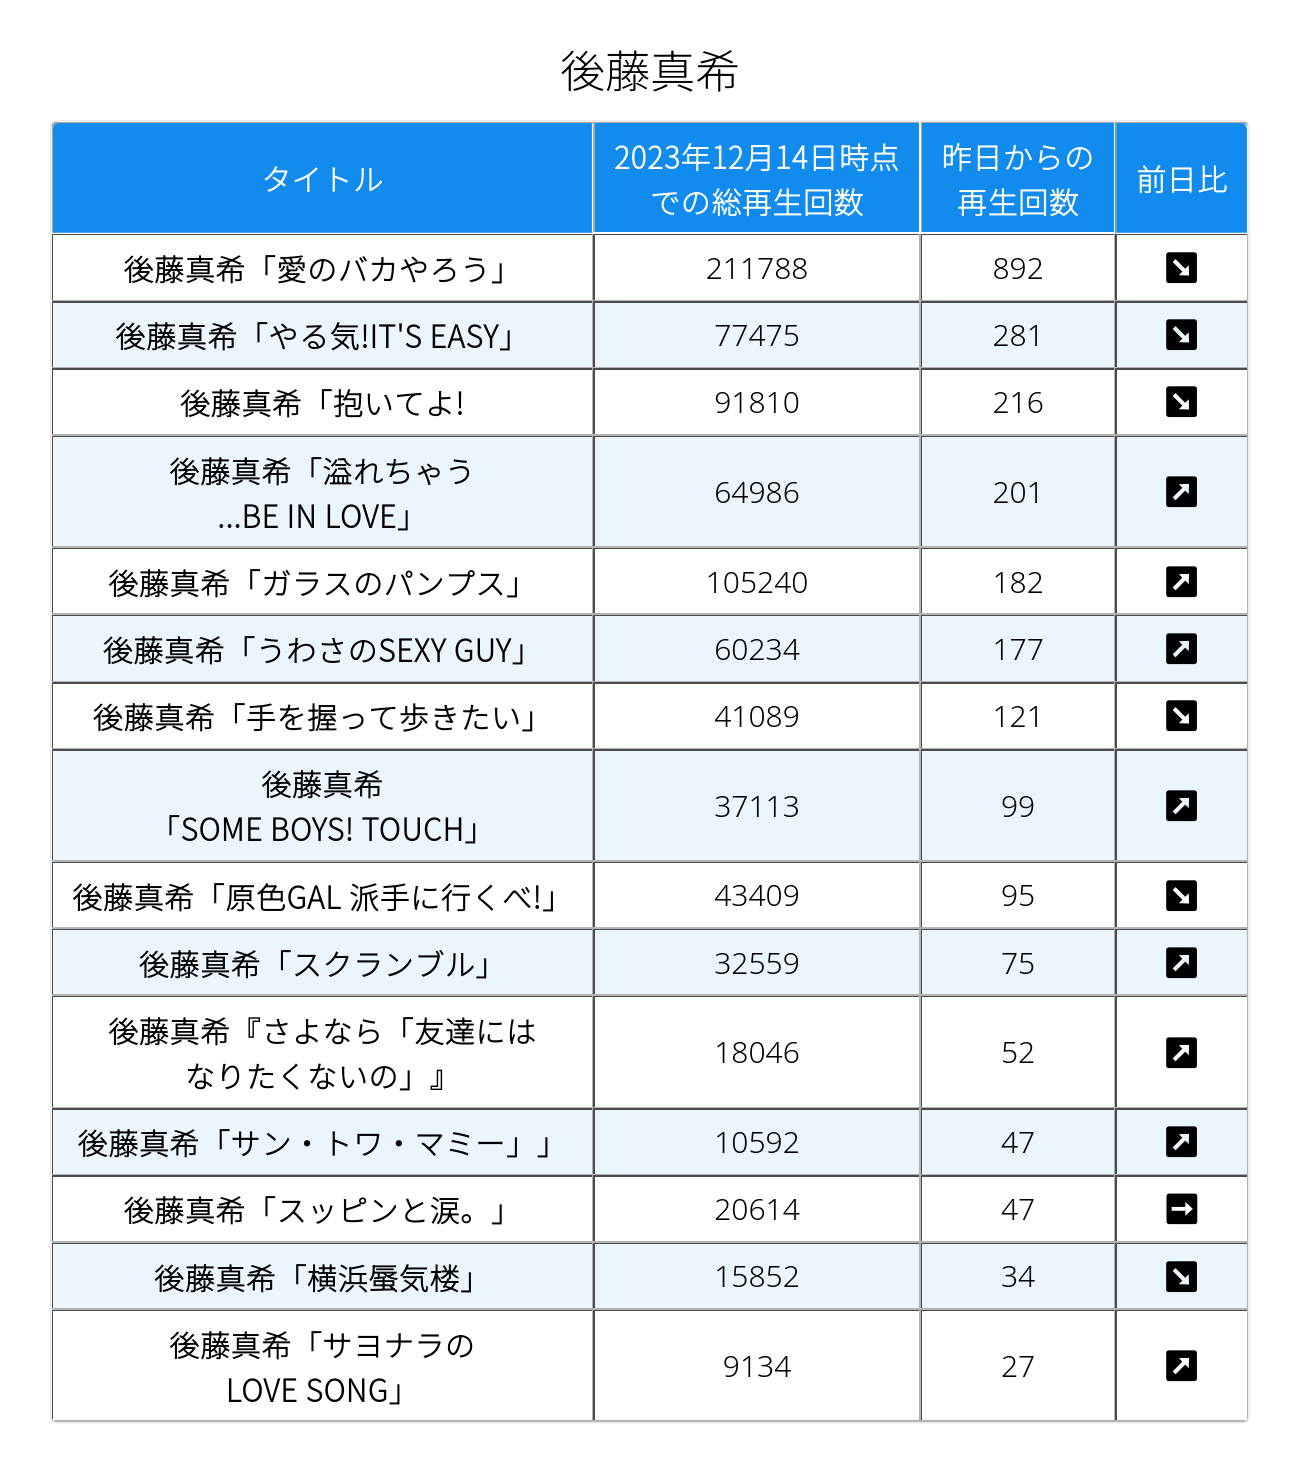 後藤真希
タイトル
2023年12月14日時点
での総再生回数
昨日からの
再生回数
前日比
後藤真希「愛のバカやろう」 211788 892 ↘
後藤真希「やる気!IT'S EASY」 77475 281 ↘
後藤真希「抱いてよ! 91810 216 ↘
後藤真希「溢れちゃう
...BE IN LOVE」 64986 201 ↗
後藤真希「ガラスのパンプス」 105240 182 ↗
後藤真希「うわさのSEXY GUY」 60234 177 ↗
後藤真希「手を握って歩きたい」 41089 121 ↘
後藤真希
「SOME BOYS! TOUCH」 37113 99 ↗
後藤真希「原色GAL 派手に行くべ!」 43409 95 ↘
後藤真希「スクランブル」 32559 75 ↗
後藤真希『さよなら「友達には
なりたくないの」』 18046 52 ↗
後藤真希「サン・トワ・マミー」」 10592 47 ↗
後藤真希「スッピンと涙。」 20614 47 →
後藤真希「横浜蜃気楼」 15852 34 ↘
後藤真希「サヨナラの
LOVE SONG」 9134 27 ↗